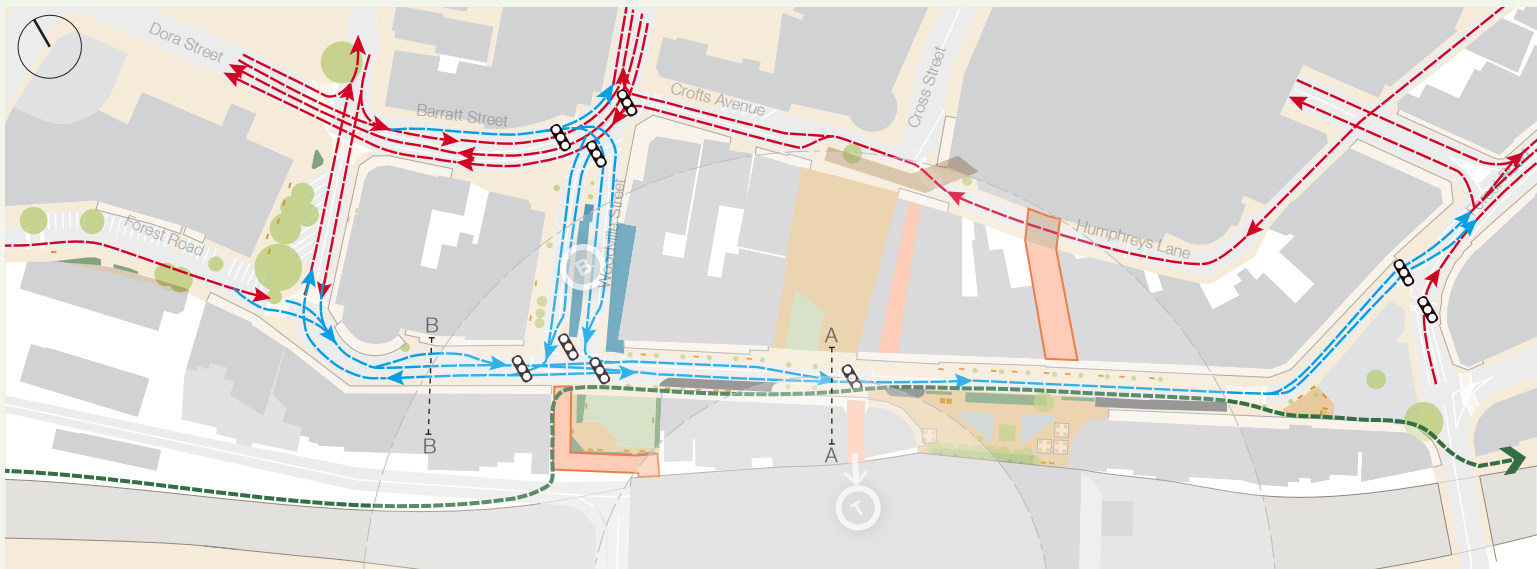 Dora Street
Barratt Street
Crofts Avenue
Cross Street
Woodville Street
Forest Road
Humphreys Lane
B
B
A
B
A
T